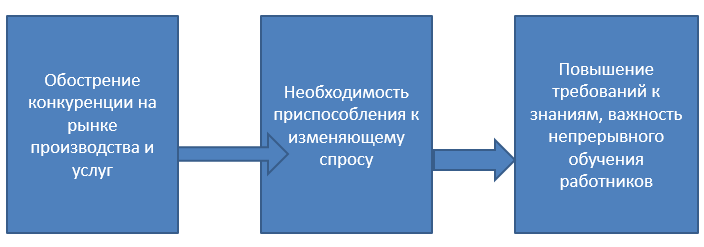 Обострение
конкуренции на
рынке
производства и
услуг
Необходимость
приспособления к
изменяющему
спросу
Повышение
требований к
знаниям, важность
непрерывного
обучения
работников